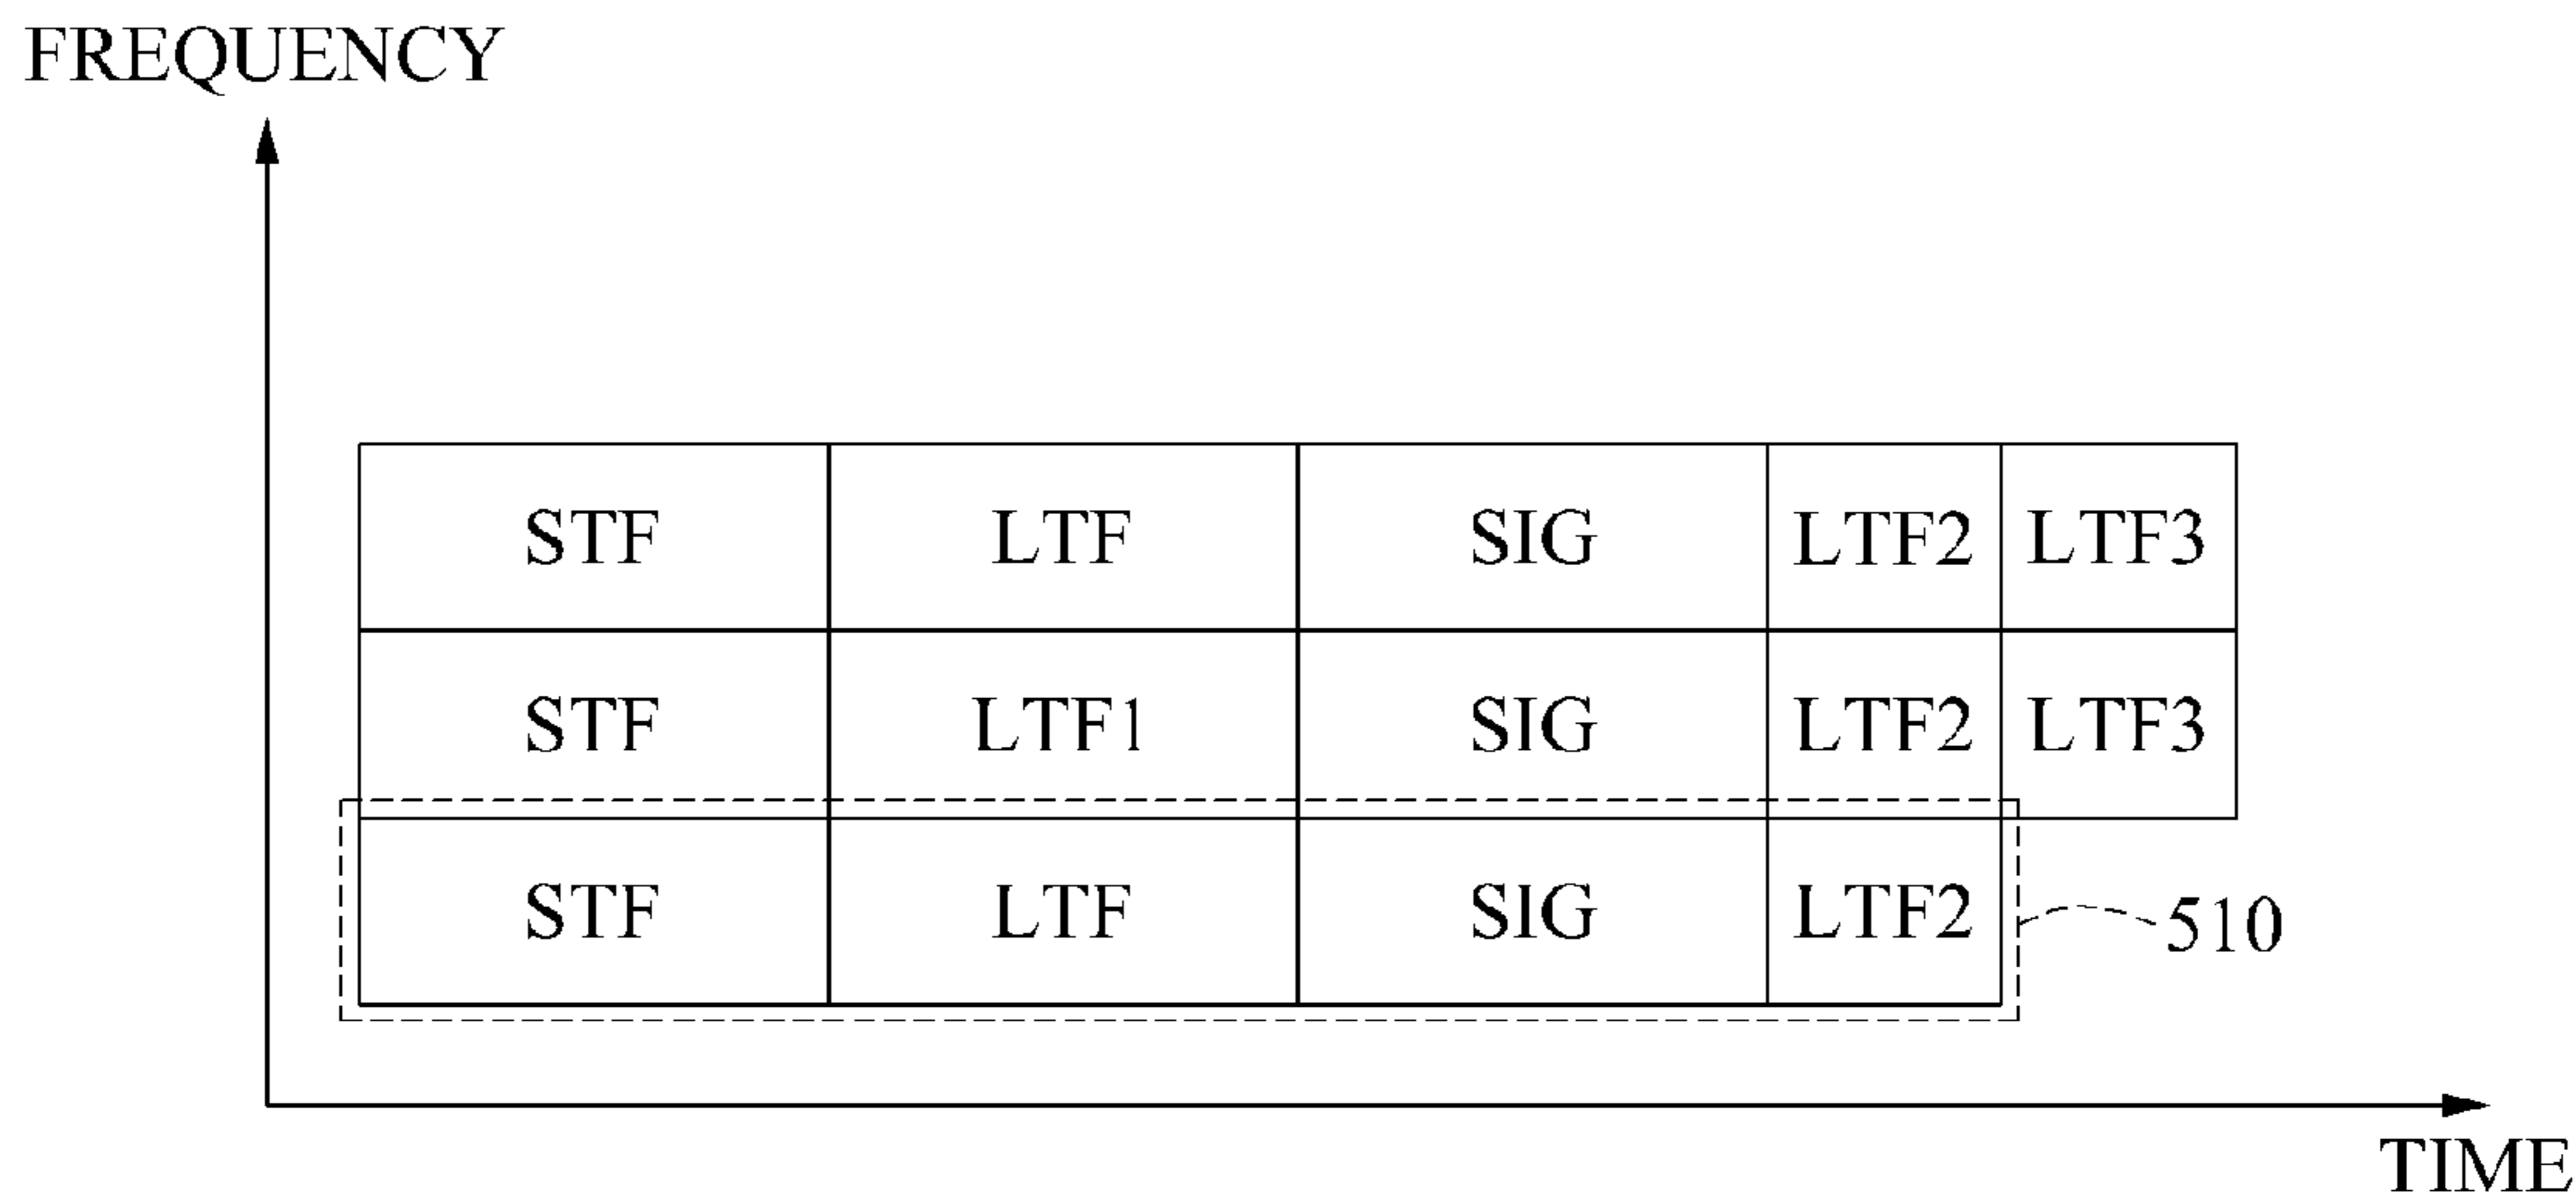 FREQUENCY
STF LTF SIG LTF2 LTF3
STF LTF1 SIG LTF2 LTF3
STF LTF SIG LTF2
510
TIME